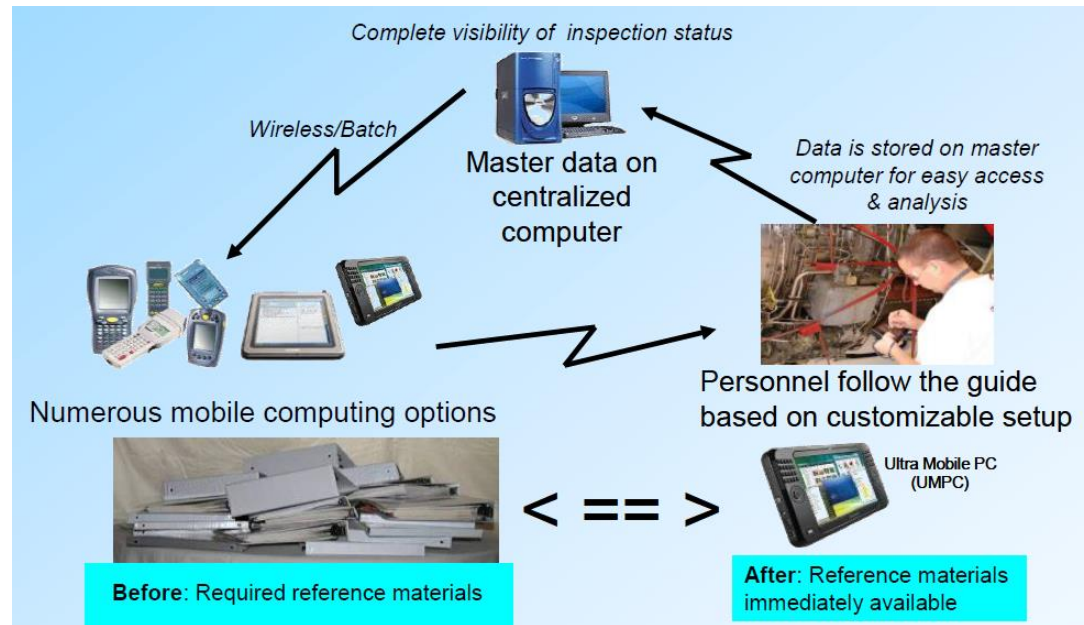 Complete visibility of inspection status
Wireless/Batch
Master data on
centralized
computer
Data is stored on master
computer for easy access
& analysis
Numerous mobile computing options
Personnel follow the guide
based on customizable setup
< == >
Ultra Mobile PC
(UMPC)
Before: Required reference materials
After: Reference materials
immediately available